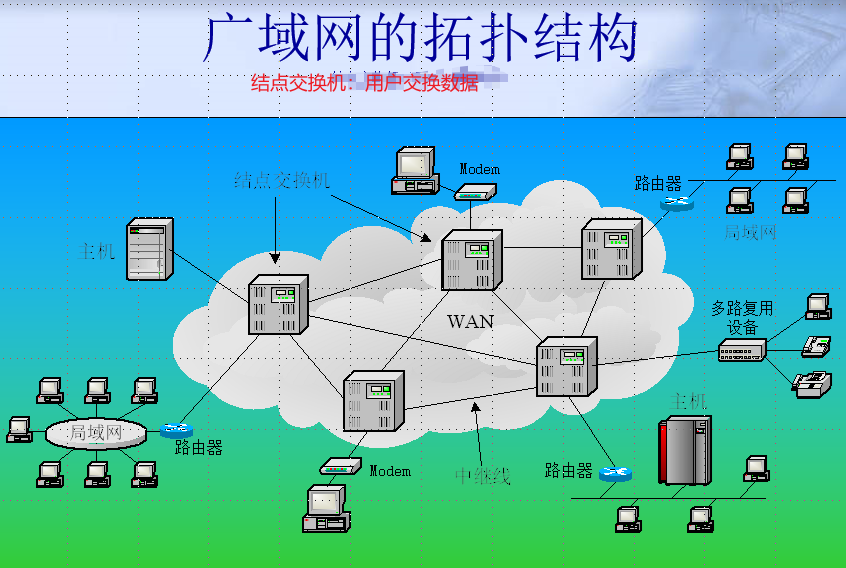 广域网的拓扑结构
结点交换机：用户交换数据
结点交换机
Modem
路由器
局域网
主机
WAN
多路复用
设备
主机
局域网
路由器
Modem
中继线
路由器